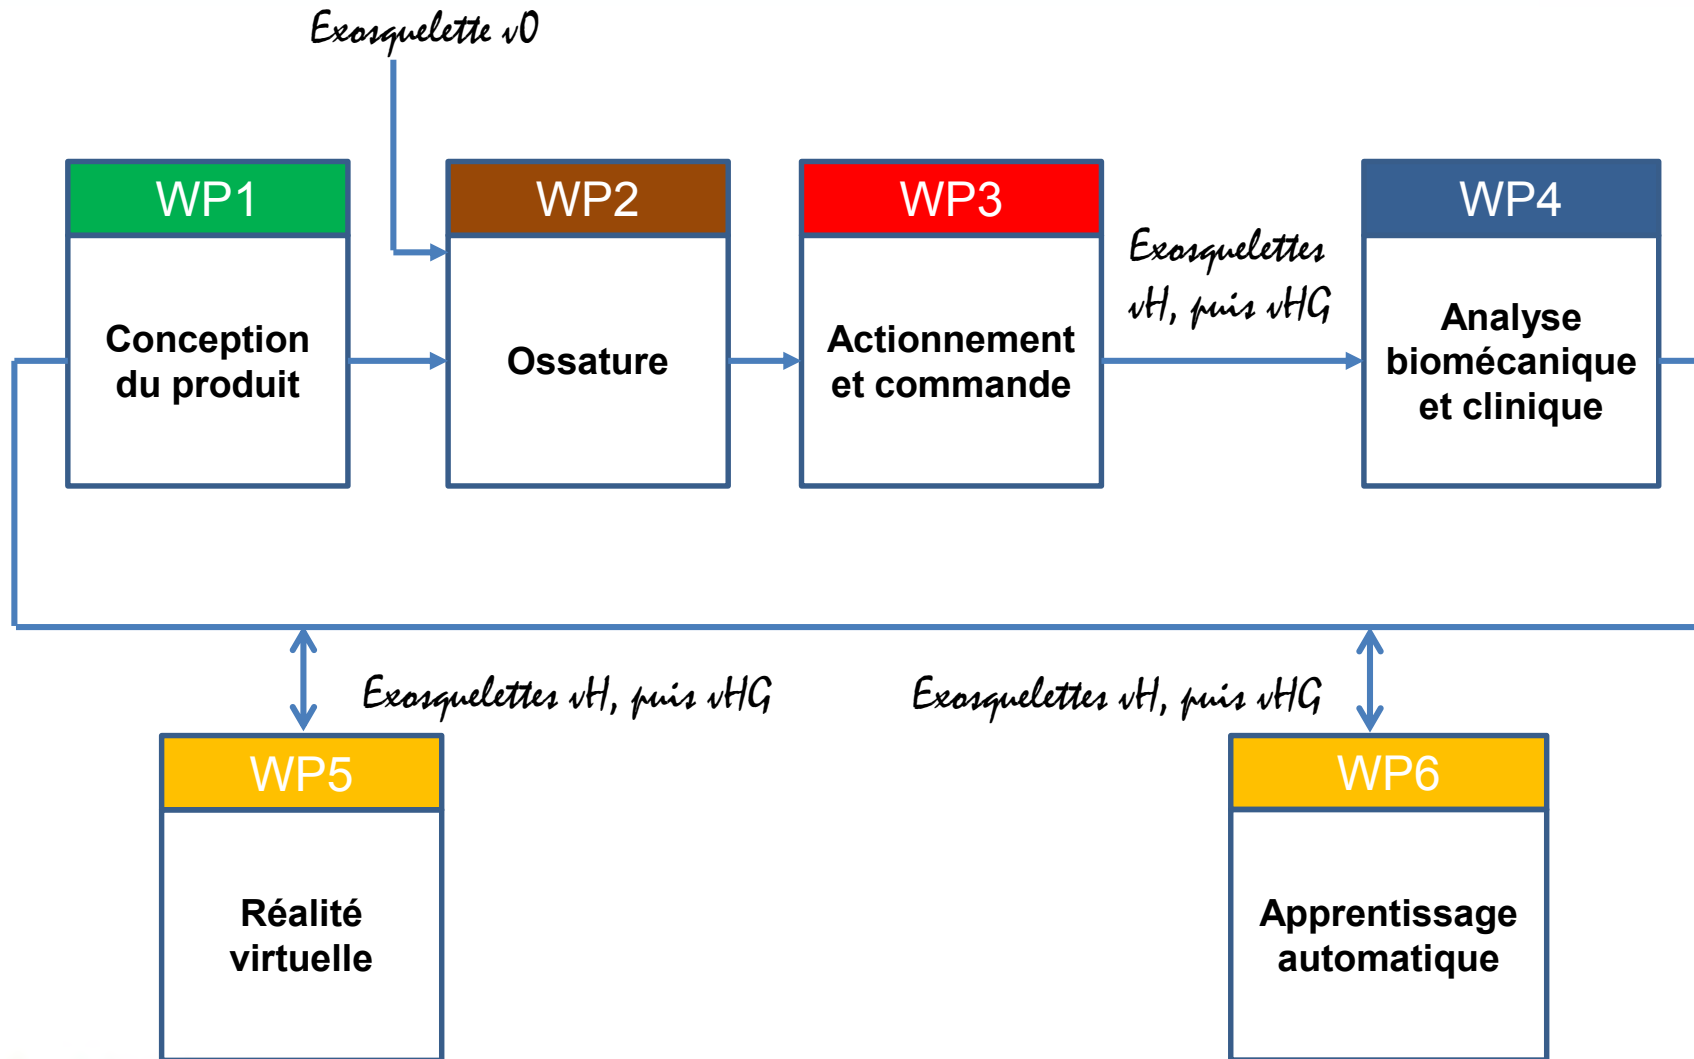 Exosquelette v0
WP1
Conception
du produit
WP2
Ossature
WP3
Actionnement
et commande
Exosquelettes
vH, puis vHG
WP4
Analyse
biomécanique
et clinique
Exosquelettes vH, puis vHG
Exosquelettes vH, puis vHG
WP5
Réalité
virtuelle
WP6
Apprentissage
automatique